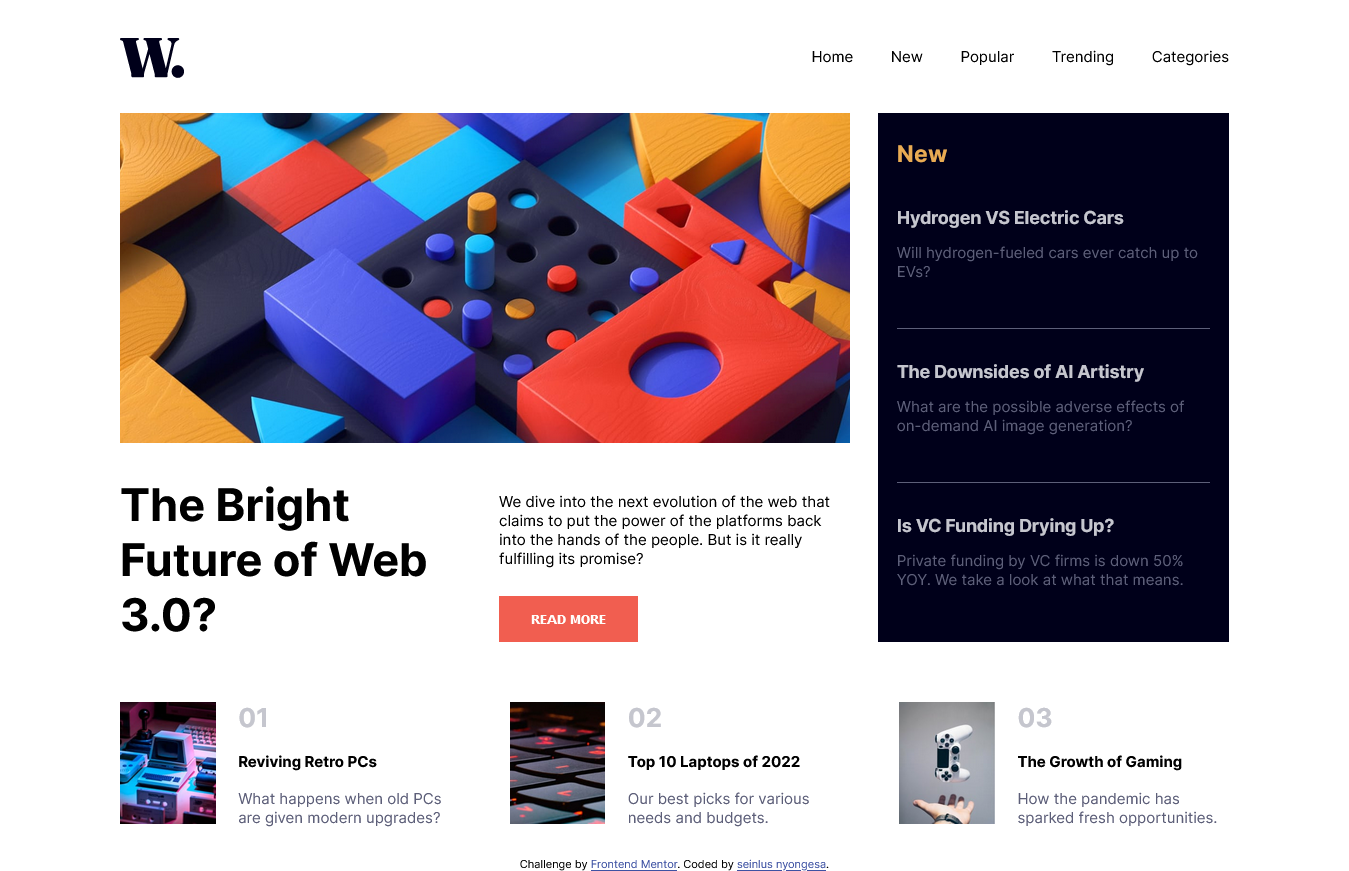 W.
Home New Popular Trending Categories
New
Hydrogen VS Electric Cars
Will hydrogen-fueled cars ever catch up to
EVs?
The Downsides of AI Artistry
What are the possible adverse effects of
on-demand AI image generation?
Is VC Funding Drying Up?
Private funding by VC firms is down 50%
YOY. We take a look at what that means.
The Bright
Future of Web
3.0?
We dive into the next evolution of the web that
claims to put the power of the platforms back
into the hands of the people. But is it really
fulfilling its promise?
READ MORE
01
Reviving Retro PCs
What happens when old PCs
are given modern upgrades?
02
Top 10 Laptops of 2022
Our best picks for various
needs and budgets.
03
The Growth of Gaming
How the pandemic has
sparked fresh opportunities.
Challenge by Frontend Mentor. Coded by seinlus nyongesa.